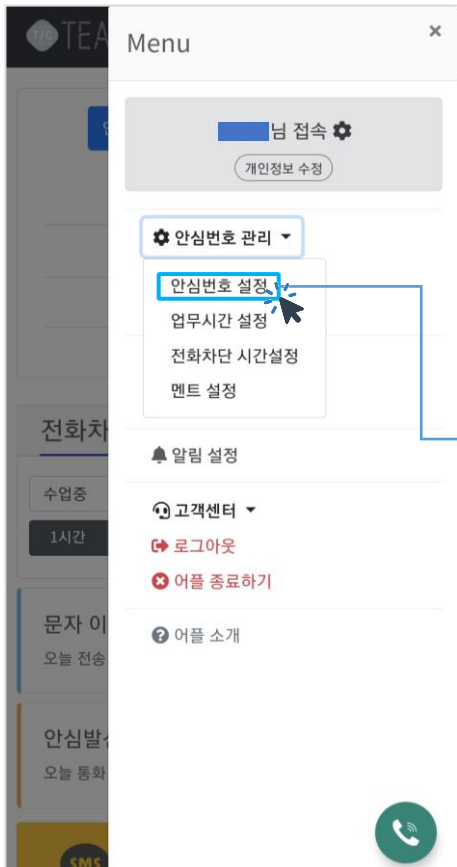 T/C TEA
Menu
×
님 접속
개인정보 수정
안심번호 관리
안심번호 설정
업무시간 설정
전화차단 시간설정
멘트 설정
전화차
알림 설정
수업중
고객센터
1시간
로그아웃
어플 종료하기
문자 이
오늘 전송
어플 소개
안심발
오늘 통화
SMS